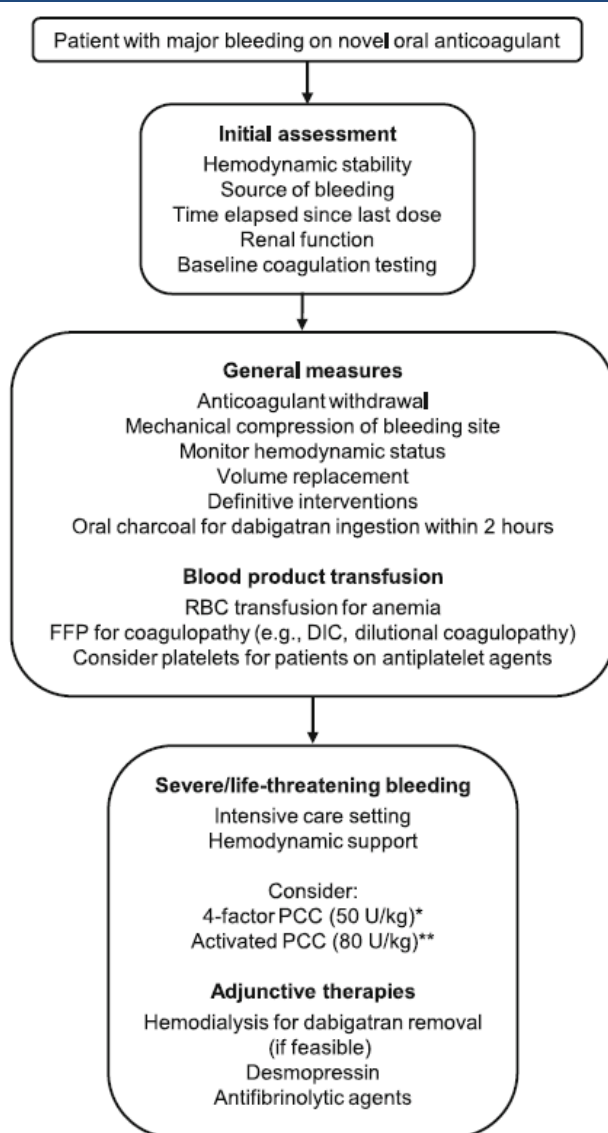 Patient with major bleeding on novel oral anticoagulant
Initial assessment
Hemodynamic stability
Source of bleeding
Time elapsed since last dose
Renal function
Baseline coagulation testing
General measures
Anticoagulant withdrawal
Mechanical compression of bleeding site
Monitor hemodynamic status
Volume replacement
Definitive interventions
Oral charcoal for dabigatran ingestion within 2 hours
Blood product transfusion
RBC transfusion for anemia
FFP for coagulopathy (e.g., DIC, dilutional coagulopathy)
Consider platelets for patients on antiplatelet agents
Severe/life-threatening bleeding
Intensive care setting
Hemodynamic support
Consider:
4-factor PCC (50 U/kg)*
Activated PCC (80 U/kg)**
Adjunctive therapies
Hemodialysis for dabigatran removal
(if feasible)
Desmopressin
Antifibrinolytic agents